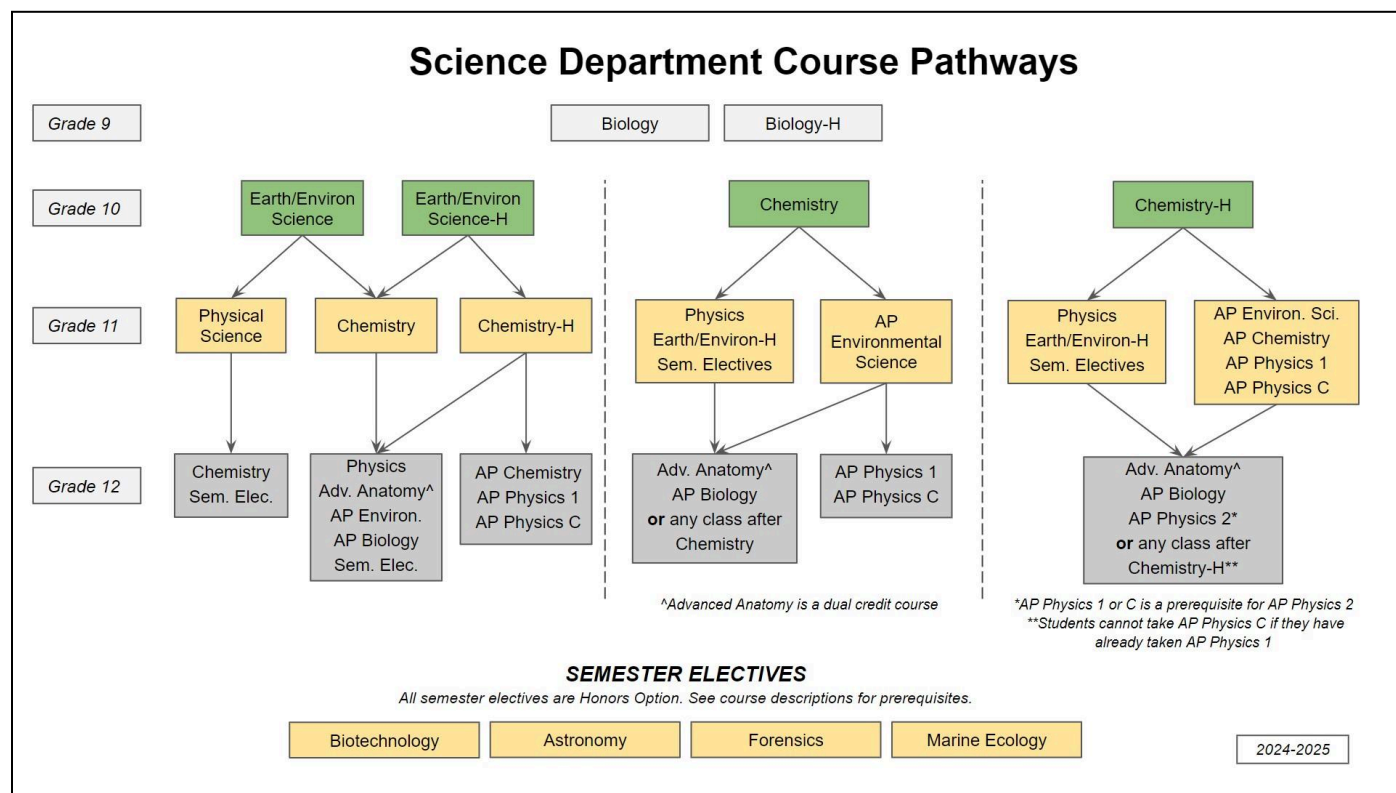 Science Department Course Pathways
Grade 9
Biology
Biology-H
Grade 10
Earth/Environ
Science
Earth/Environ
Science-H
Chemistry
Chemistry-H
Grade 11
Physical
Science
Chemistry
Chemistry-H
Physics
Earth/Environ-H
Sem. Electives
AP
Environmental
Science
Physics
Earth/Environ-H
Sem. Electives
AP Environ. Sci.
AP Chemistry
AP Physics 1
AP Physics C
Grade 12
Chemistry
Sem. Elec.
Physics
Adv. Anatomy^
AP Environ.
AP Biology
Sem. Elec.
AP Chemistry
AP Physics 1
AP Physics C
Adv. Anatomy^
AP Biology
or any class after
Chemistry
AP Physics 1
AP Physics C
Adv. Anatomy^
AP Biology
AP Physics 2*
or any class after
Chemistry-H**
^Advanced Anatomy is a dual credit course
*AP Physics 1 or C is a prerequisite for AP Physics 2
**Students cannot take AP Physics C if they have
already taken AP Physics 1
SEMESTER ELECTIVES
All semester electives are Honors Option. See course descriptions for prerequisites.
Biotechnology
Astronomy
Forensics
Marine Ecology
2024-2025